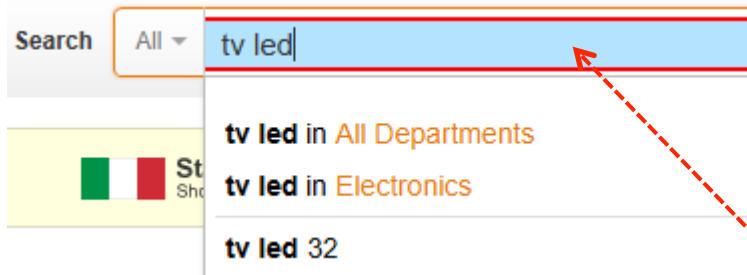 Search All tv led
tv led in All Departments
St
Sho
tv led in Electronics
tv led 32